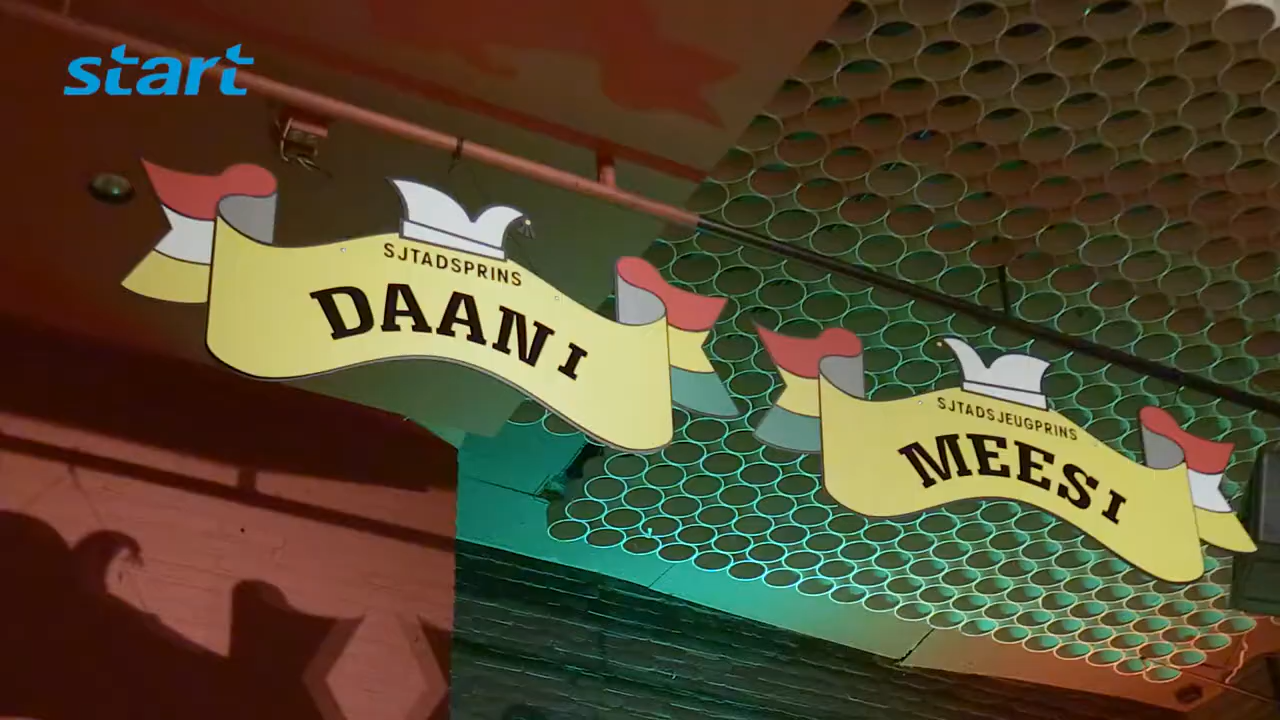 start
SJTADSPRINS
DAAN I
SJTADSJEUGPRINS
MEES I